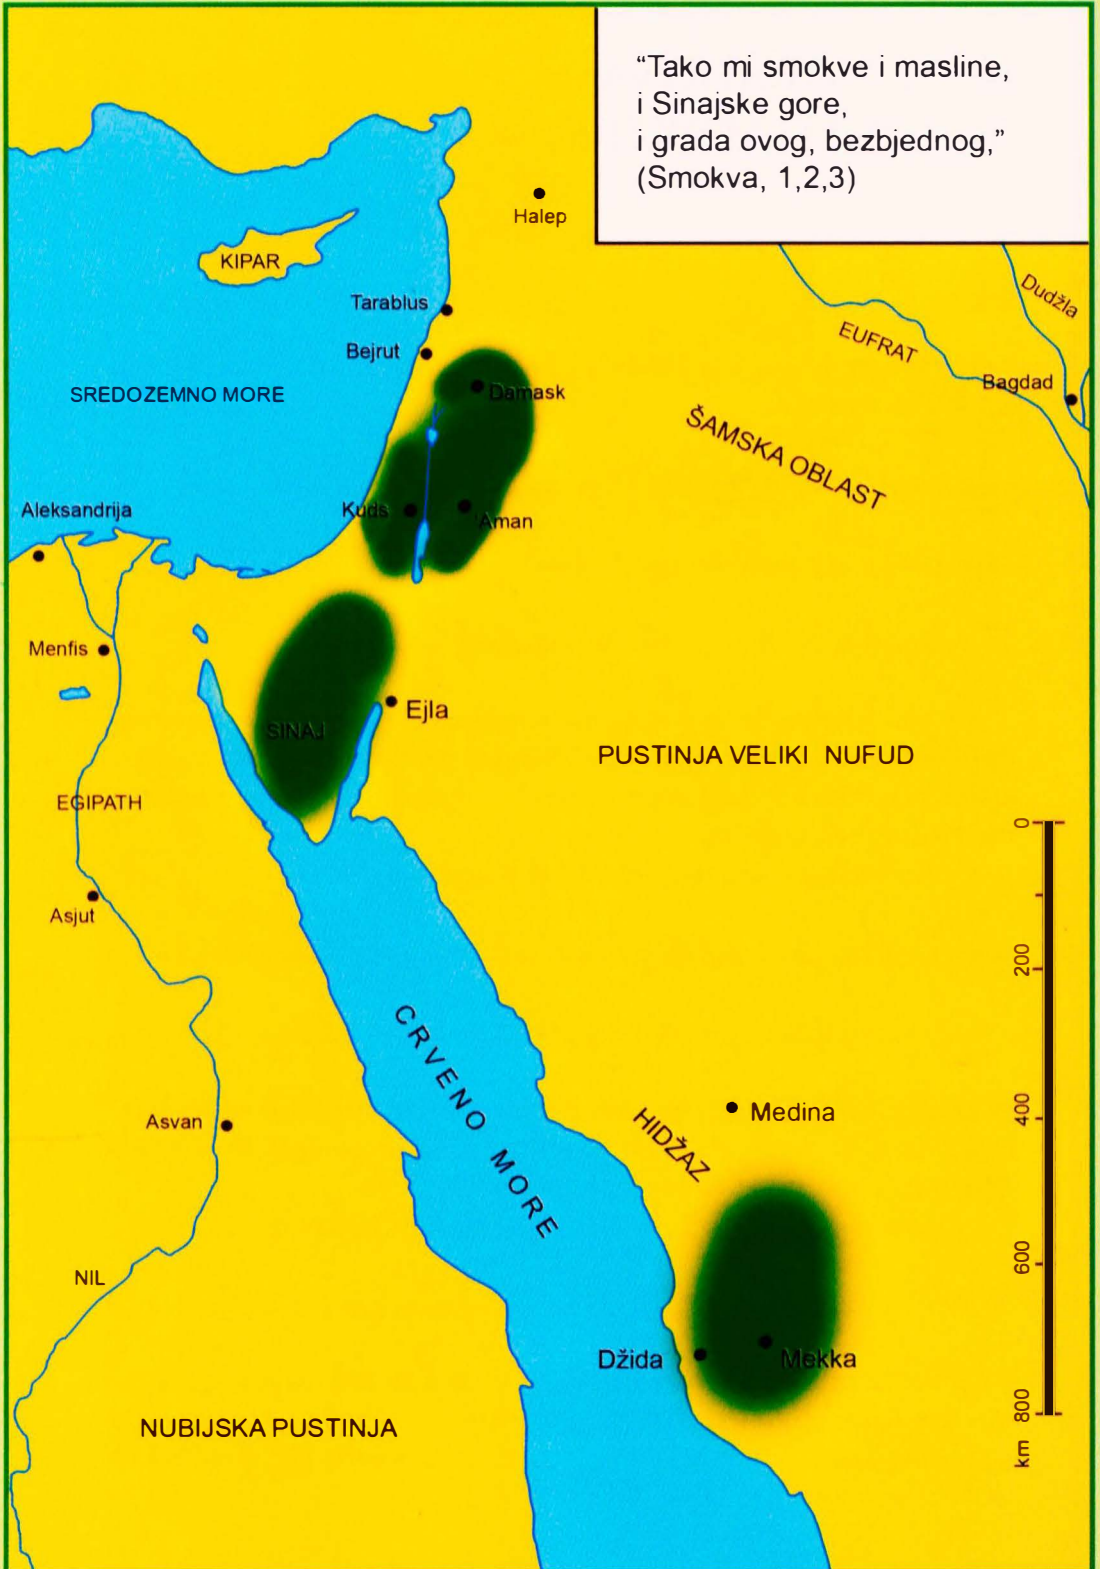 “Tako mi smokve i masline,
i Sinajske gore,
i grada ovog, bezbjednog,”
(Smokva, 1,2,3)
Halep
KIPAR
Dudžla
Tarablus
EUFRAT
Bejrut
Bagdad
Damask
SREDOZEMNO MORE
ŠAMSKA OBLAST
Aleksandrija
Kuds
Aman
Menfis
Ejla
SINAJ
PUSTINJA VELIKI NUFUD
EGIPATH
0
Asjut
200
CRVENO MORE
400
Medina
Asvan
HIDŽAZ
600
NIL
Džida
Mekka
800
NUBIJSKA PUSTINJA
km